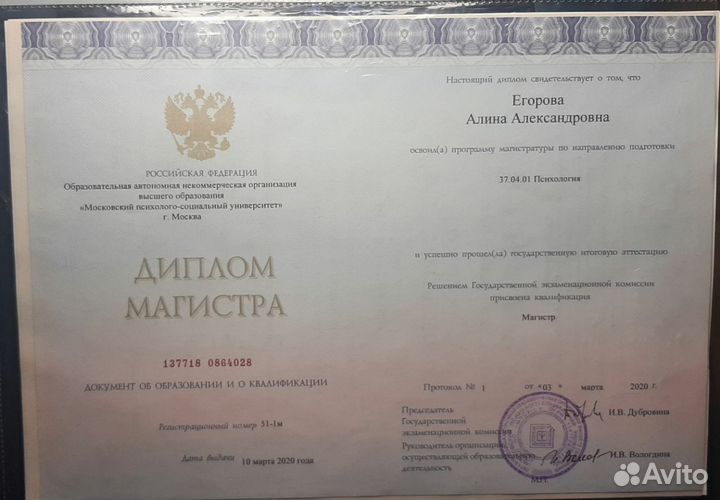 РОССИЙСКАЯ ФЕДЕРАЦИЯ
Образовательная автономная некоммерческая организация
высшего образования
«Московский психолого-социальный университет»
г. Москва
ДИПЛОМ
МАГИСТРА
137718 0864028
ДОКУМЕНТ ОБ ОБРАЗОВАНИИ И О КВАЛИФИКАЦИИ
Регистрационный номер 51-1м
Дата выдачи 10 марта 2020 года
Настоящий диплом свидетельствует о том, что
Егорова
Алина Александровна
освоил(а) программу магистратуры по направлению подготовки
37.04.01 Психология
и успешно прошел(ла) государственную итоговую аттестацию
Решением Государственной экзаменационной комиссии
присвоена квалификация
Магистр
Протокол № 1 от «03» марта 2020 г.
Председатель
Государственной
экзаменационной комиссии
И.В. Дубровина
Руководитель организации,
осуществляющей образовательную
деятельность
И.В. Вологдина
М.П.
Avito